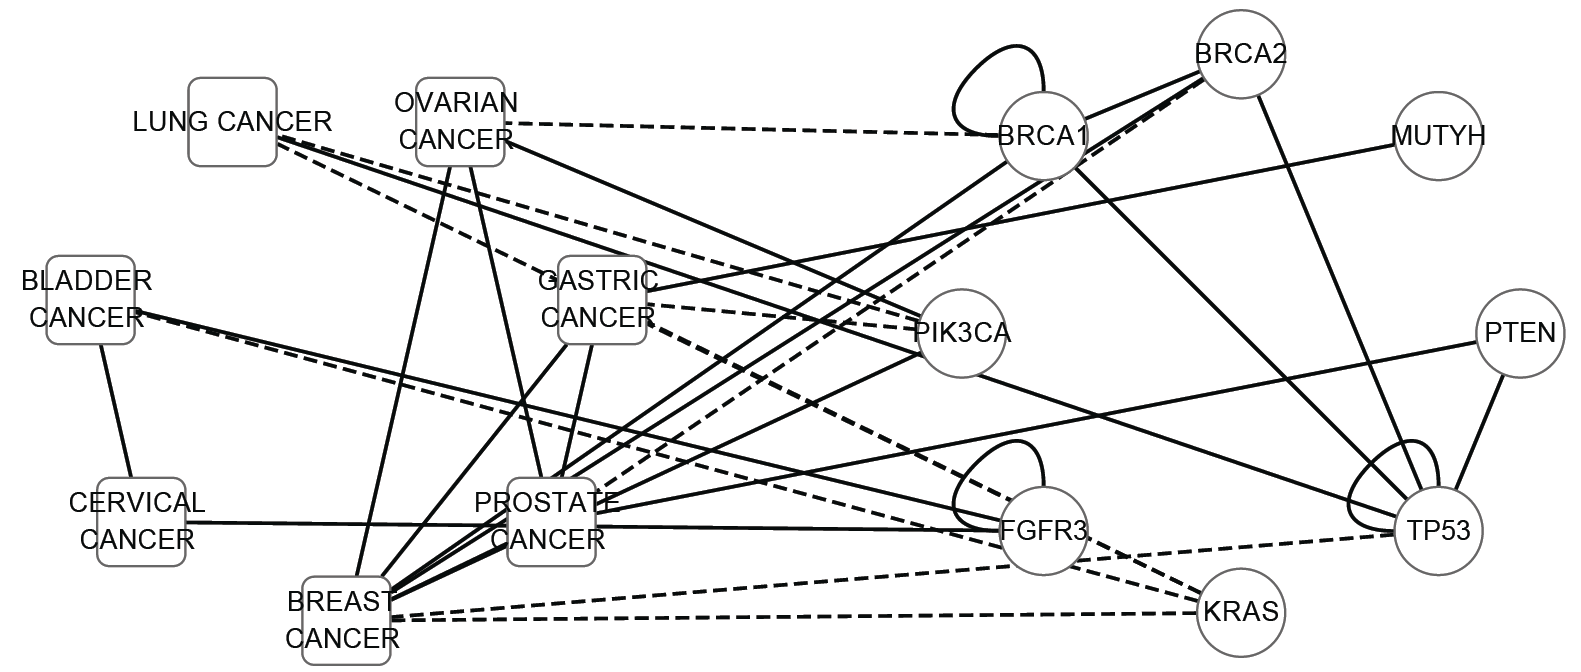 BRCA2
LUNG CANCER
OVARIAN
CANCER
BRCA1
MUTYH
BLADDER
CANCER
GASTRIC
CANCER
PIK3CA
PTEN
CERVICAL
CANCER
PROSTATE
CANCER
FGFR3
TP53
BREAST
CANCER
KRAS